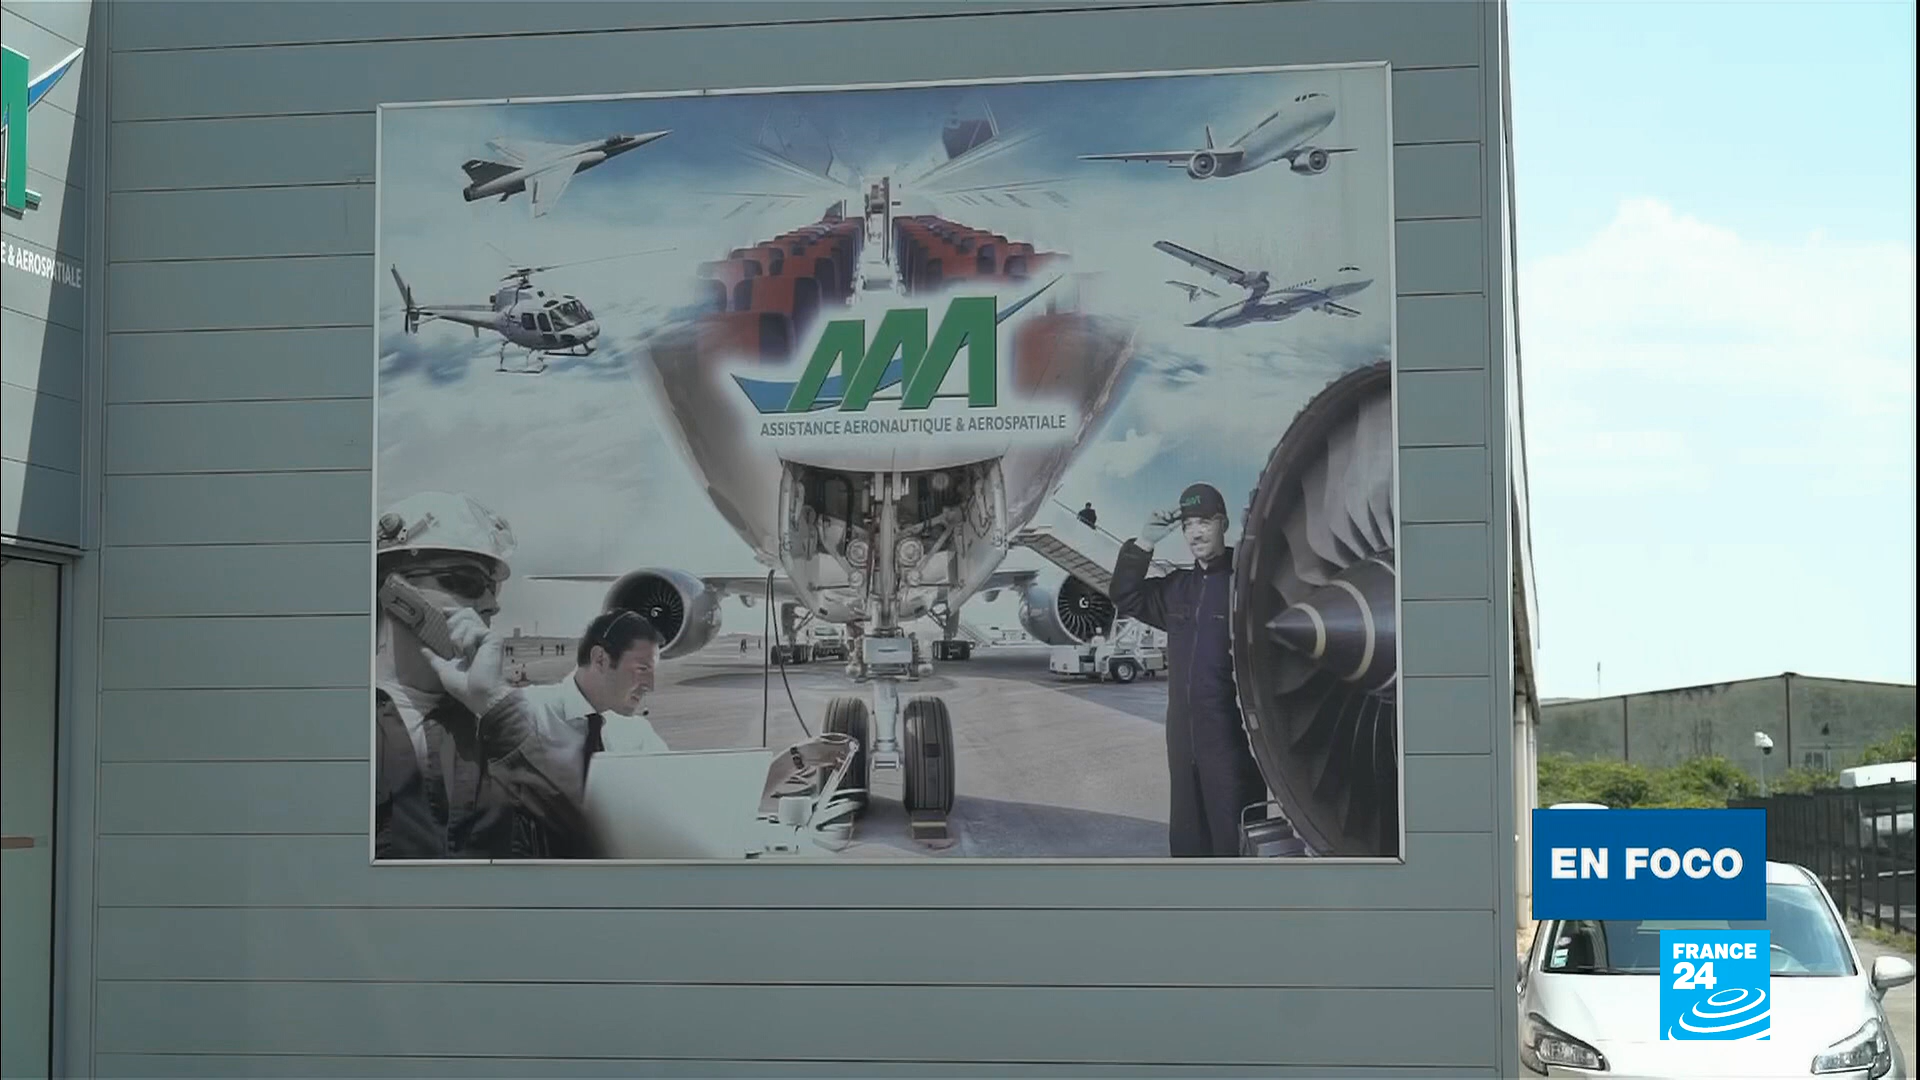 E & AEROSPATIALE
AAA
ASSISTANCE AERONAUTIQUE & AEROSPATIALE
EN FOCO
FRANCE
24